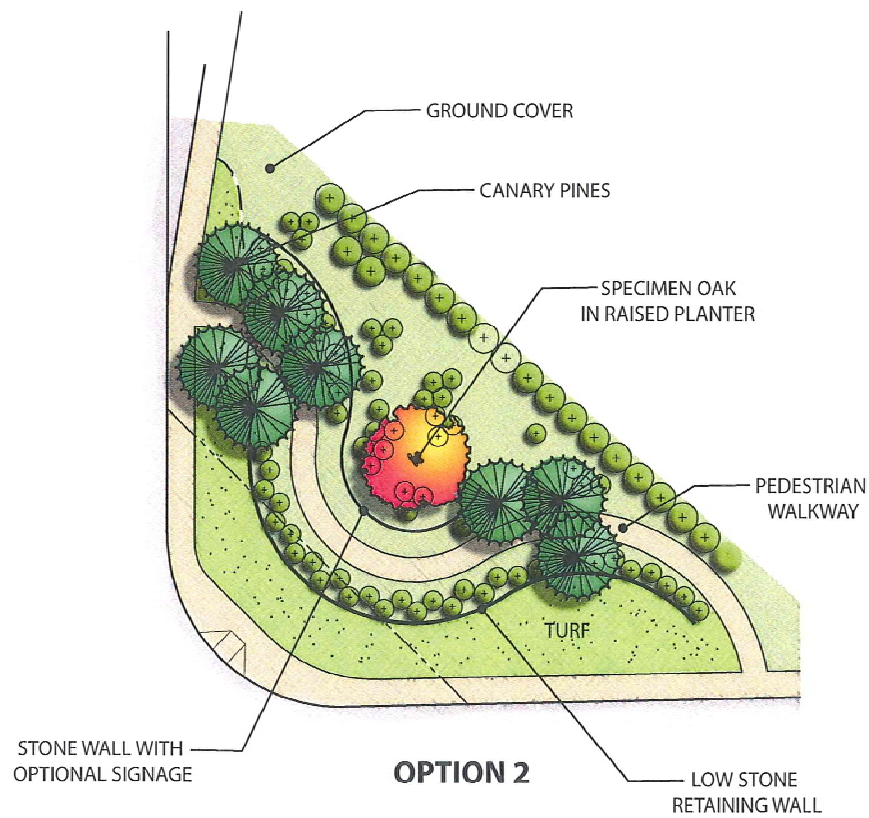 GROUND COVER
CANARY PINES
SPECIMEN OAK
IN RAISED PLANTER
PEDESTRIAN
WALKWAY
TURF
STONE WALL WITH
OPTIONAL SIGNAGE
OPTION 2
LOW STONE
RETAINING WALL